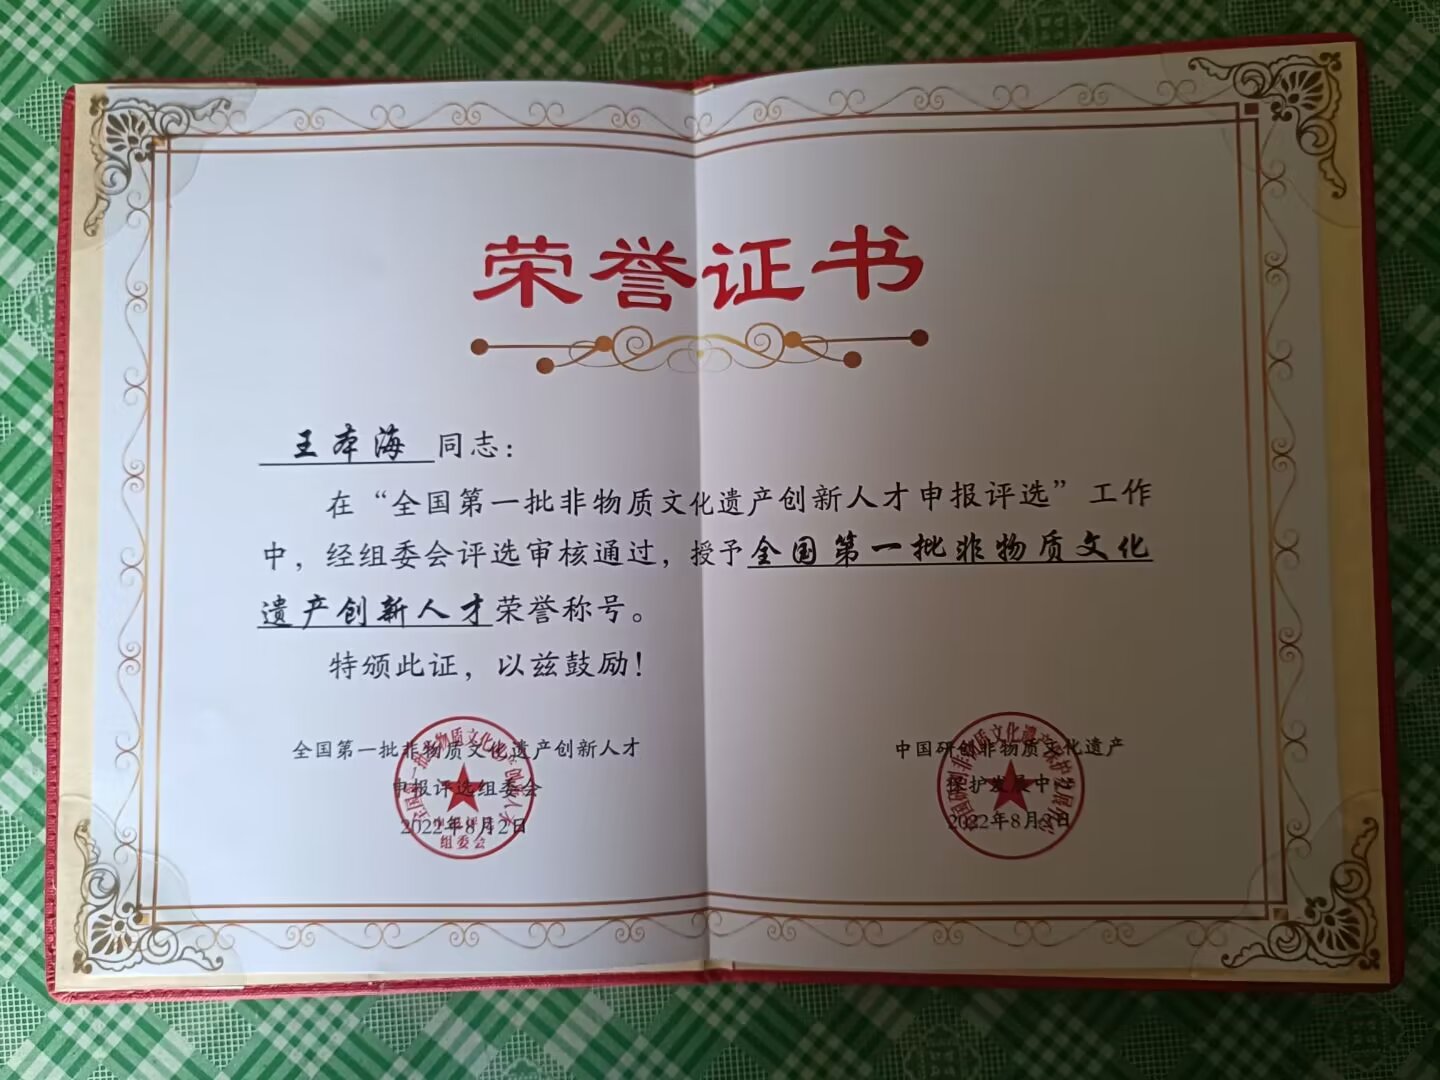 荣誉证书
王本海 同志：
在“全国第一批非物质文化遗产创新人才申报评选”工作
中，经组委会评选审核通过，授予全国第一批非物质文化
遗产创新人才荣誉称号。
特颁此证，以兹鼓励！
全国第一批非物质文化遗产创新人才
申报评选组委会
2022年8月2日
组委会
中国研创非物质文化遗产
保护发展中心
2022年8月2日